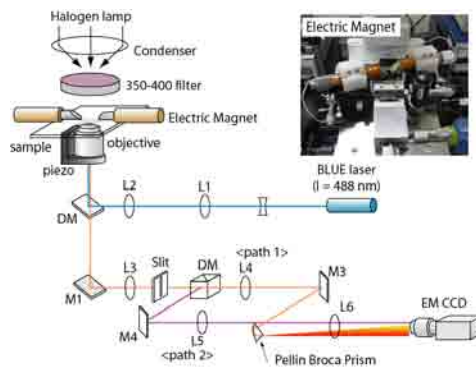 Halogen lamp
Condenser
350-400 filter
Electric Magnet
sample
objective
piezo
Electric Magnet
BLUE laser
(l = 488 nm)
L2
L1
DM
M1
L3
Slit
DM
<path 1>
L4
M3
M4
L5
<path 2>
L6
EM CCD
Pellin Broca Prism